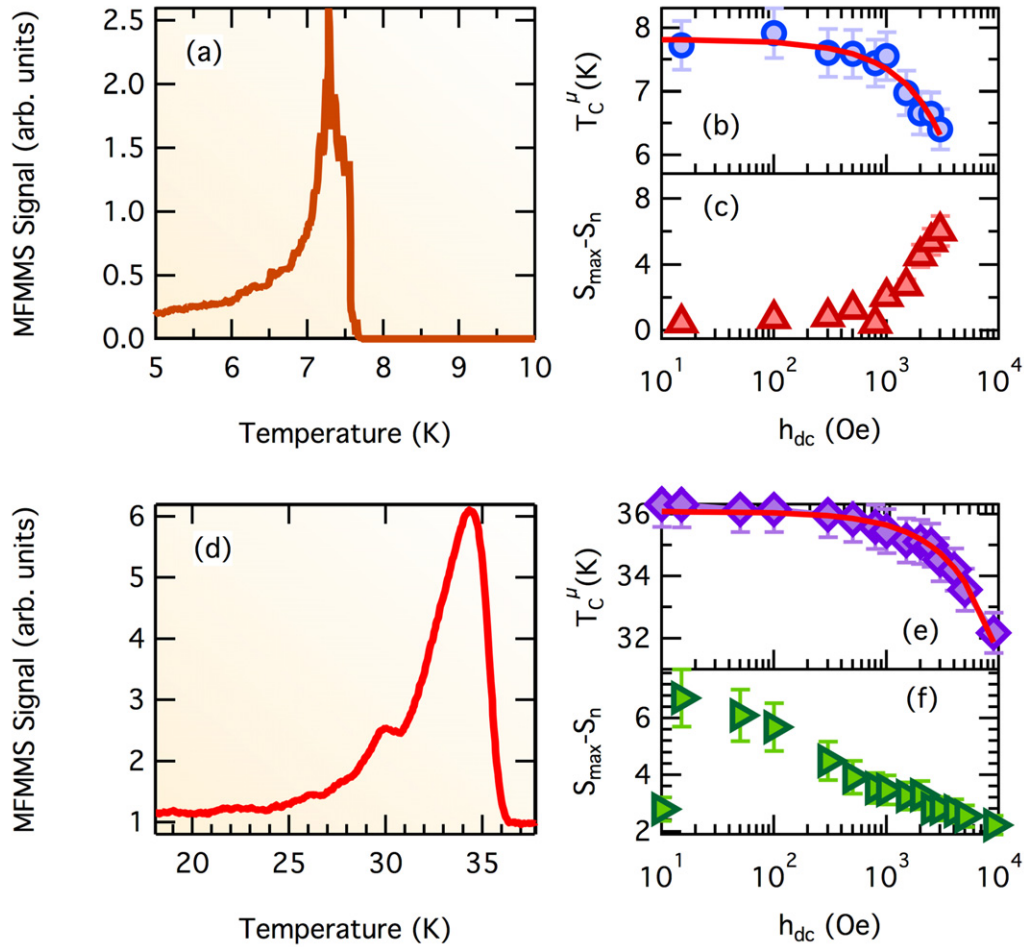 (a)
MFMMS Signal (arb. units)
2.5
2.0
1.5
1.0
0.5
0.0
5 6 7 8 9 10
Temperature (K)
(b)
T_C^μ (K)
8
7
6
(c)
S_max-S_n
8
4
0
10^1 10^2 10^3 10^4
h_dc (Oe)
(d)
MFMMS Signal (arb. units)
6
5
4
3
2
1
20 25 30 35
Temperature (K)
(e)
T_C^μ (K)
36
34
32
(f)
S_max-S_n
6
4
2
10^1 10^2 10^3 10^4
h_dc (Oe)